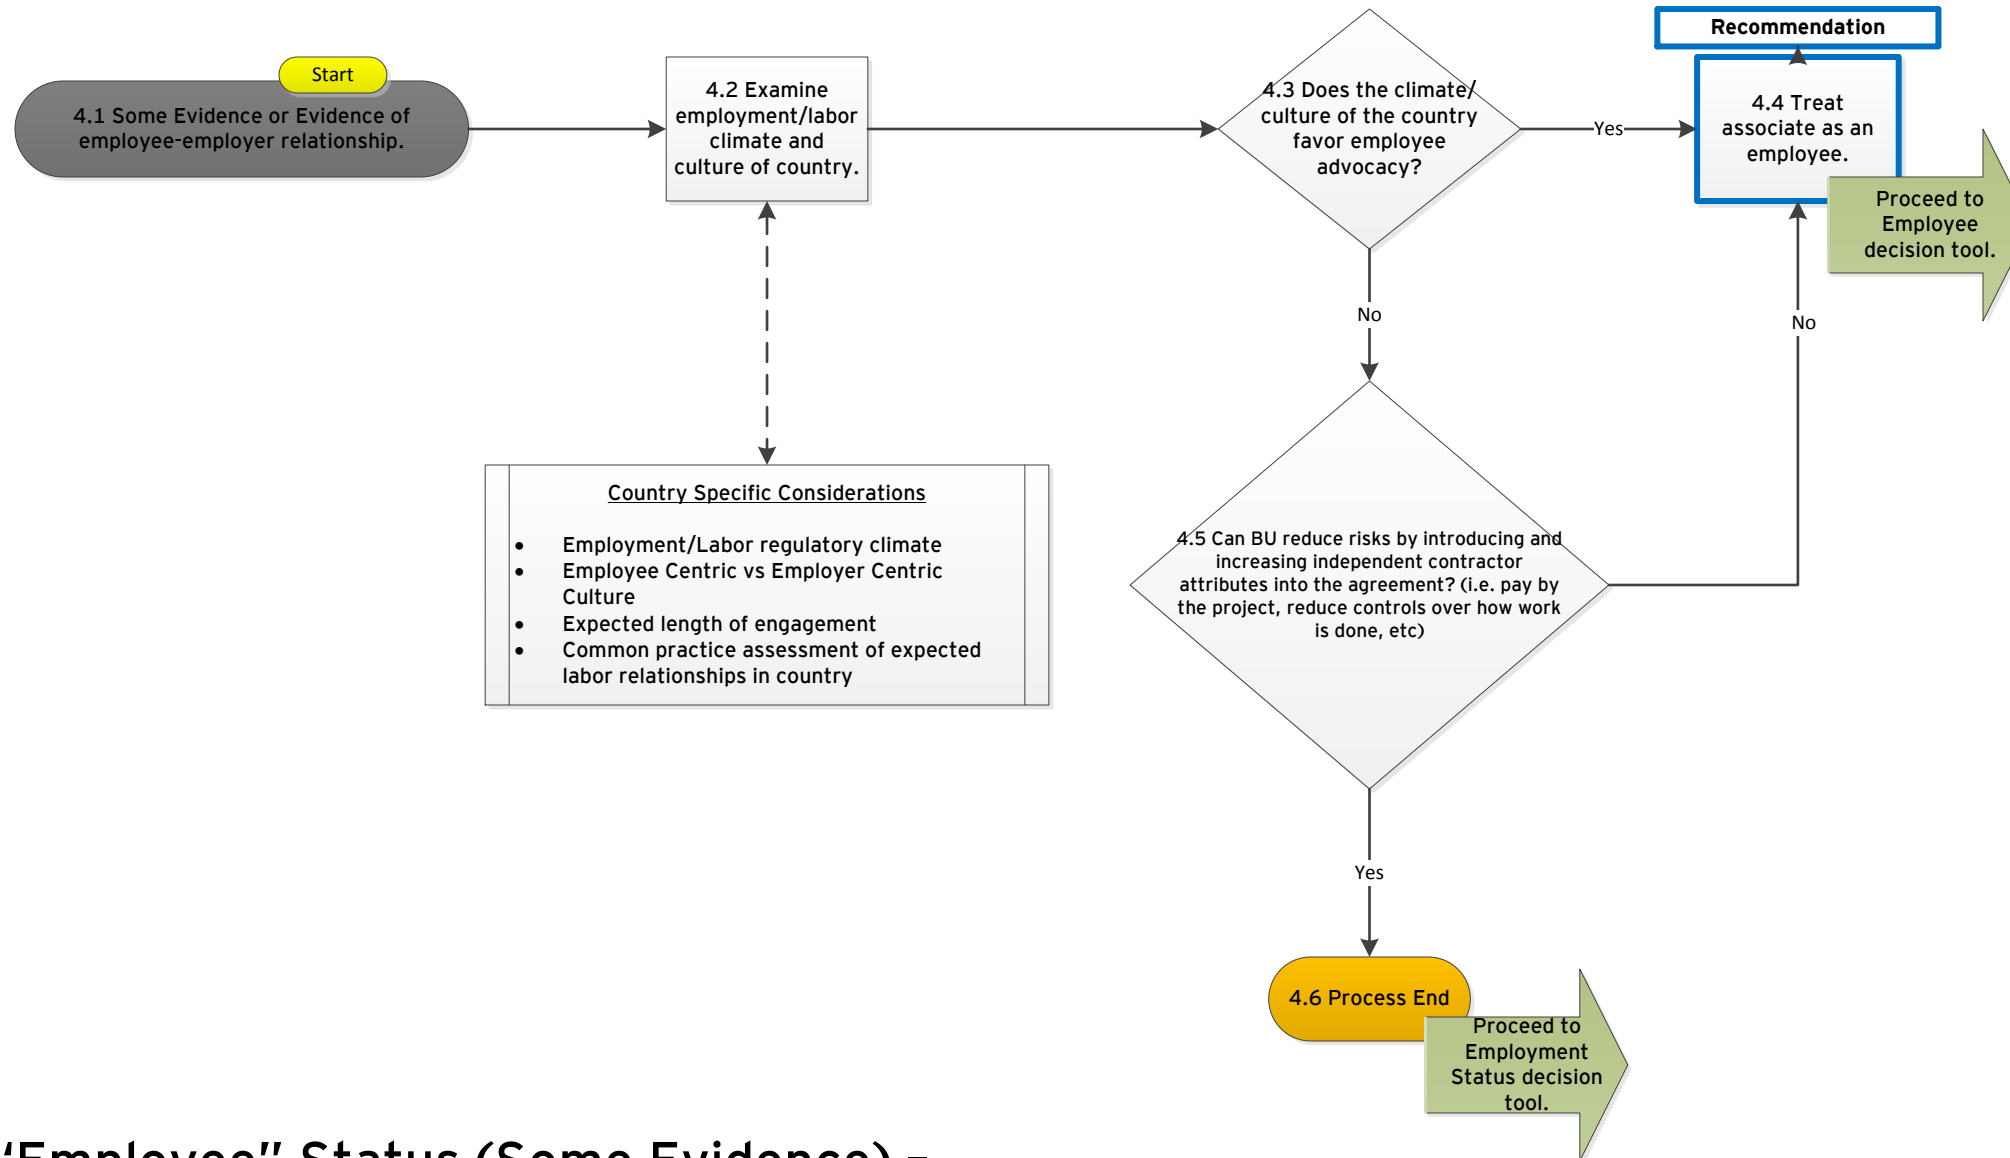 Start
4.1 Some Evidence or Evidence of
employee-employer relationship.
4.2 Examine
employment/labor
climate and
culture of country.
4.3 Does the climate/
culture of the country
favor employee
advocacy?
Yes
Recommendation
4.4 Treat
associate as an
employee.
Proceed to
Employee
decision tool.
No
No
Country Specific Considerations
• Employment/Labor regulatory climate
• Employee Centric vs Employer Centric
Culture
• Expected length of engagement
• Common practice assessment of expected
labor relationships in country
4.5 Can BU reduce risks by introducing and
increasing independent contractor
attributes into the agreement? (i.e. pay by
the project, reduce controls over how work
is done, etc)
Yes
4.6 Process End
Proceed to
Employment
Status decision
tool.
"Employee" Status (Some Evidence) –